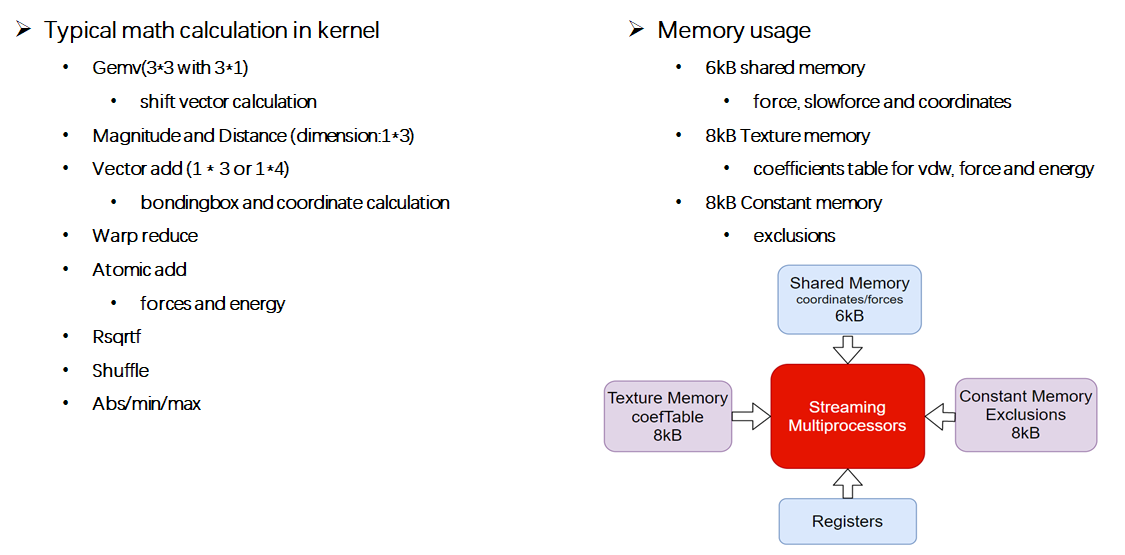 Typical math calculation in kernel
Gemv(3*3 with 3*1)
shift vector calculation
Magnitude and Distance (dimension:1*3)
Vector add (1 * 3 or 1*4)
bondingbox and coordinate calculation
Warp reduce
Atomic add
forces and energy
Rsqrtf
Shuffle
Abs/min/max
Memory usage
6kB shared memory
force, slowforce and coordinates
8kB Texture memory
coefficients table for vdw, force and energy
8kB Constant memory
exclusions
Shared Memory
coordinates/forces
6kB
Texture Memory
coefTable
8kB
Streaming
Multiprocessors
Constant Memory
Exclusions
8kB
Registers